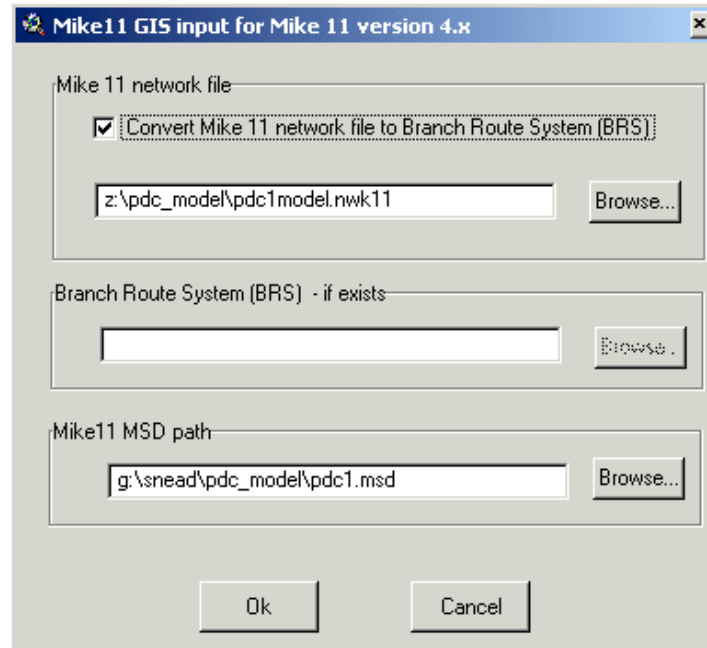 Mike11 GIS input for Mike 11 version 4.x
Mike 11 network file
Convert Mike 11 network file to Branch Route System (BRS)
z:\pdc_model\pdc1model.nwk11
Browse...
Branch Route System (BRS) - if exists
Browse...
Mike11 MSD path
g:\snead\pdc_model\pdc1.msd
Browse...
Ok
Cancel